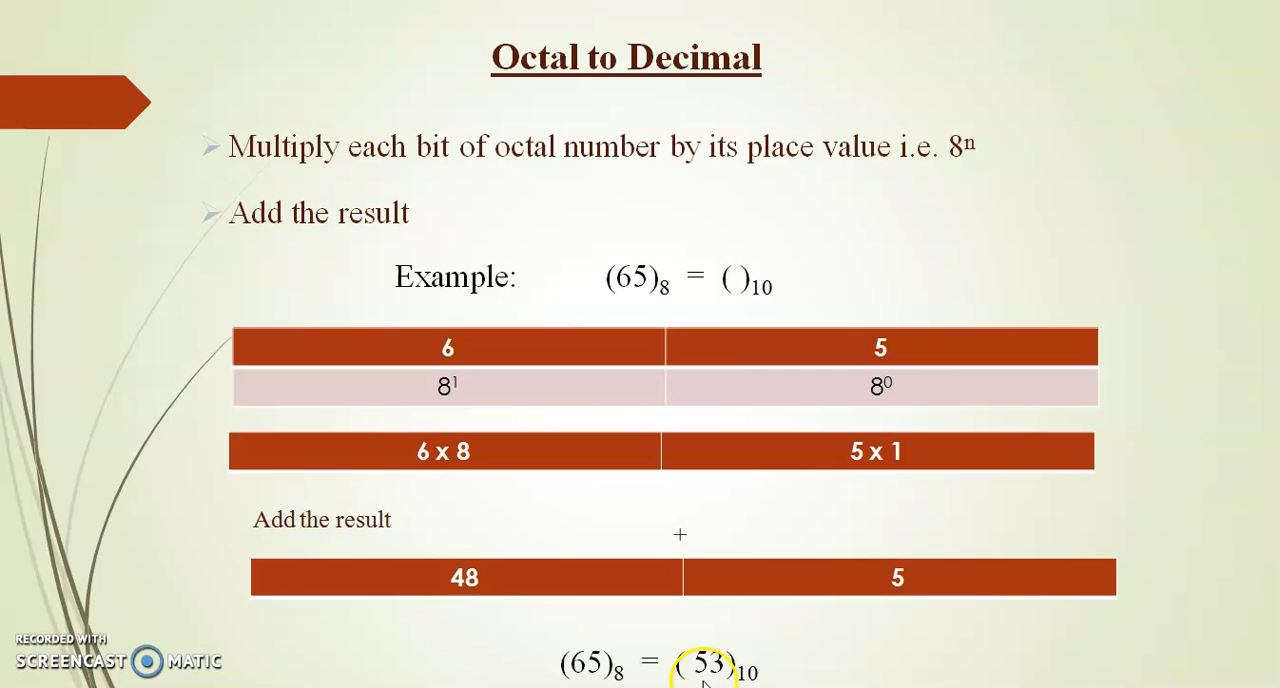 Octal to Decimal
Multiply each bit of octal number by its place value i.e. 8ⁿ
Add the result
Example: (65)₈ = ( )₁₀
6 5
8¹ 8⁰
6 x 8 5 x 1
Add the result
+
48 5
RECORDED WITH
SCREENCAST MATIC
(65)₈ = ( 53)₁₀